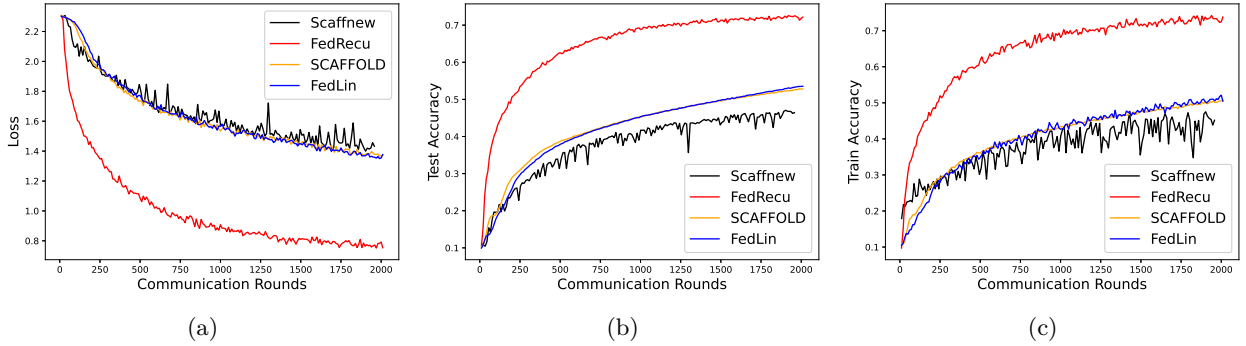 Loss
2.2
2.0
1.8
1.6
1.4
1.2
1.0
0.8
0 250 500 750 1000 1250 1500 1750 2000
Communication Rounds
Scaffnew
FedRecu
SCAFFOLD
FedLin
(a)
Test Accuracy
0.7
0.6
0.5
0.4
0.3
0.2
0.1
0 250 500 750 1000 1250 1500 1750 2000
Communication Rounds
Scaffnew
FedRecu
SCAFFOLD
FedLin
(b)
Train Accuracy
0.7
0.6
0.5
0.4
0.3
0.2
0.1
0 250 500 750 1000 1250 1500 1750 2000
Communication Rounds
Scaffnew
FedRecu
SCAFFOLD
FedLin
(c)